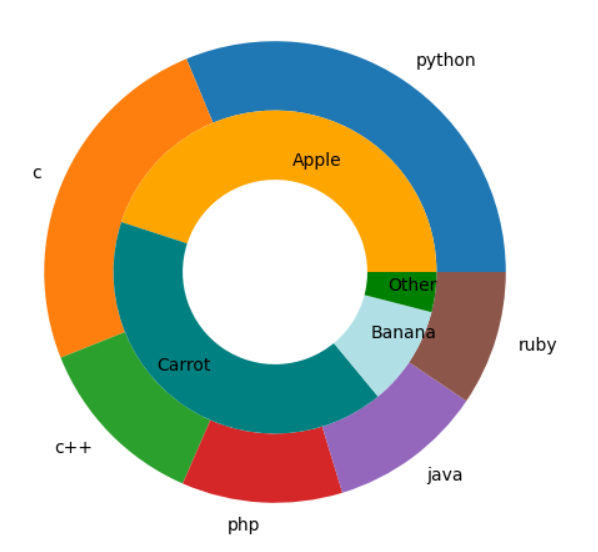 python
Apple
c
Other
Banana
ruby
Carrot
c++
java
php